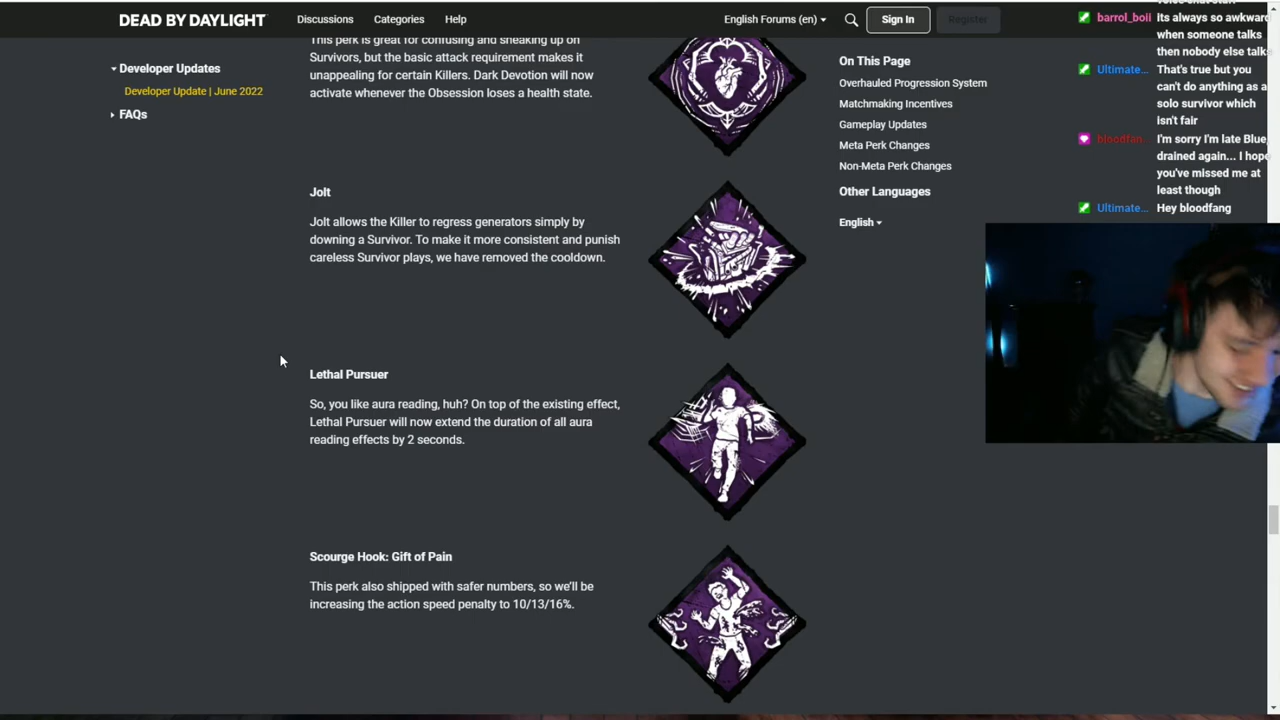 DEAD BY DAYLIGHT
Discussions
Categories
Help
English Forums (en)
Sign In
Register
Developer Updates
Developer Update | June 2022
FAQs
This perk is great for confusing and sneaking up on
Survivors, but the basic attack requirement makes it
unappealing for certain Killers. Dark Devotion will now
activate whenever the Obsession loses a health state.
Jolt
Jolt allows the Killer to regress generators simply by
downing a Survivor. To make it more consistent and punish
careless Survivor plays, we have removed the cooldown.
Lethal Pursuer
So, you like aura reading, huh? On top of the existing effect,
Lethal Pursuer will now extend the duration of all aura
reading effects by 2 seconds.
Scourge Hook: Gift of Pain
This perk also shipped with safer numbers, so we'll be
increasing the action speed penalty to 10/13/16%.
On This Page
Overhauled Progression System
Matchmaking Incentives
Gameplay Updates
Meta Perk Changes
Non-Meta Perk Changes
Other Languages
English
barrol_boii Its always so awkward
when someone talks
then nobody else talks
Ultimate... That's true but you
can't do anything as a
solo survivor which
isn't fair
bloodfan... I'm sorry I'm late Blue,
drained again... I hope
you've missed me at
least though
Ultimate... Hey bloodfang